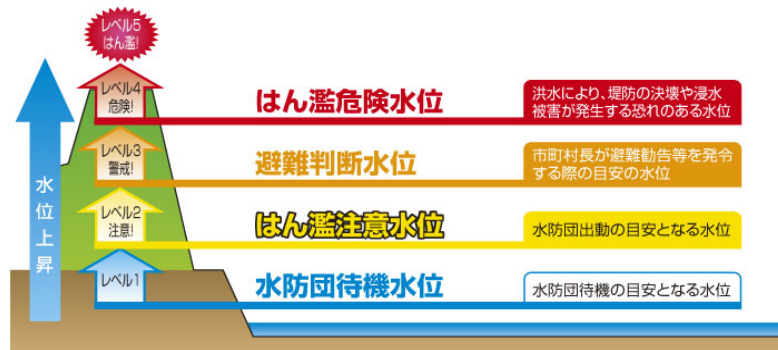 レベル5
はん濫!
レベル4
危険!
はん濫危険水位
洪水により、堤防の決壊や浸水
被害が発生する恐れのある水位
レベル3
警戒!
避難判断水位
市町村長が避難勧告等を発令
する際の目安の水位
レベル2
注意!
はん濫注意水位
水防団出動の目安となる水位
レベル1
水防団待機水位
水防団待機の目安となる水位
水位上昇